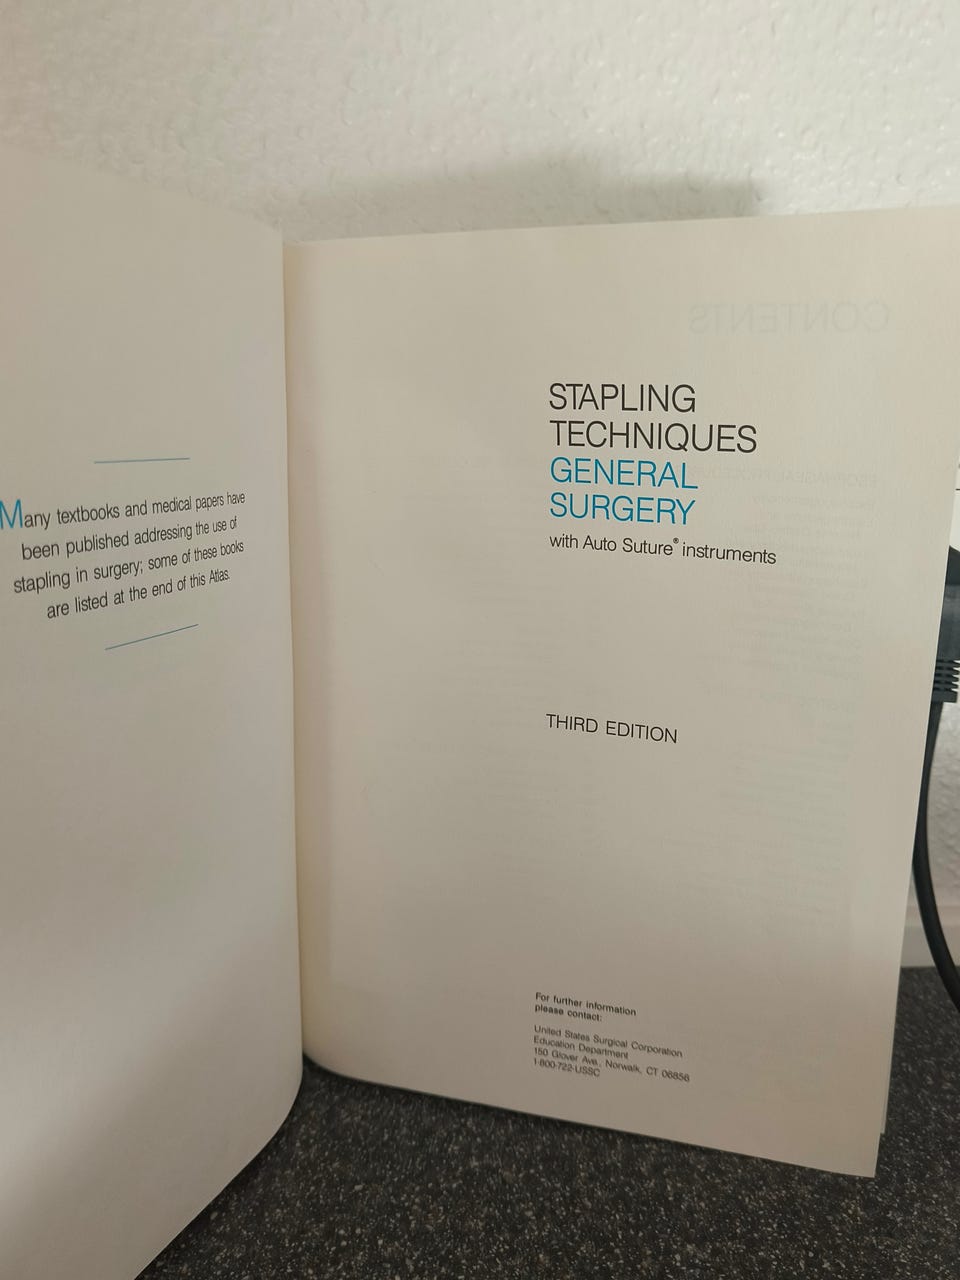 Many textbooks and medical papers have
been published addressing the use of
stapling in surgery; some of these books
are listed at the end of this Atlas.
CONTENTS
STAPLING
TECHNIQUES
GENERAL
SURGERY
with Auto Suture® instruments
THIRD EDITION
For further information
please contact:
United States Surgical Corporation
Education Department
150 Glover Ave., Norwalk, CT 06856
1-800-722-USSC